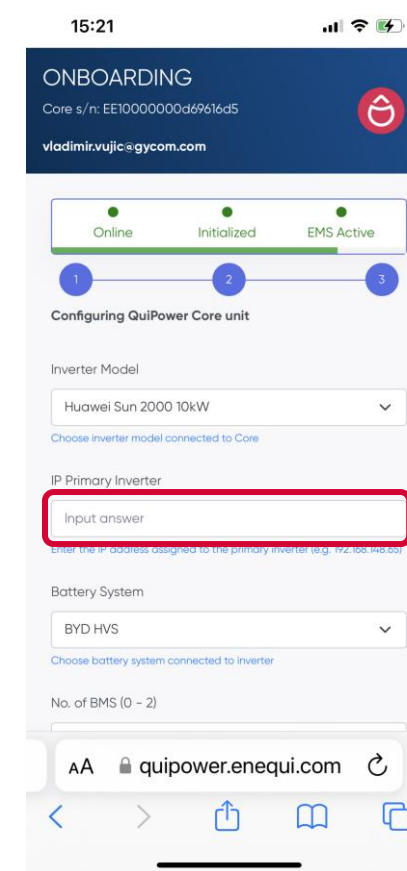 15:21
ONBOARDING
Core s/n: EE10000000d69616d5
vladimir.vujic@gycom.com
Online Initialized EMS Active
1 2 3
Configuring QuiPower Core unit
Inverter Model
Huawei Sun 2000 10kW
Choose inverter model connected to Core
IP Primary Inverter
Input answer
Enter the IP address assigned to the primary inverter (e.g. 192.168.148.65)
Battery System
BYD HVS
Choose battery system connected to inverter
No. of BMS (0 - 2)
AA quipower.enequi.com